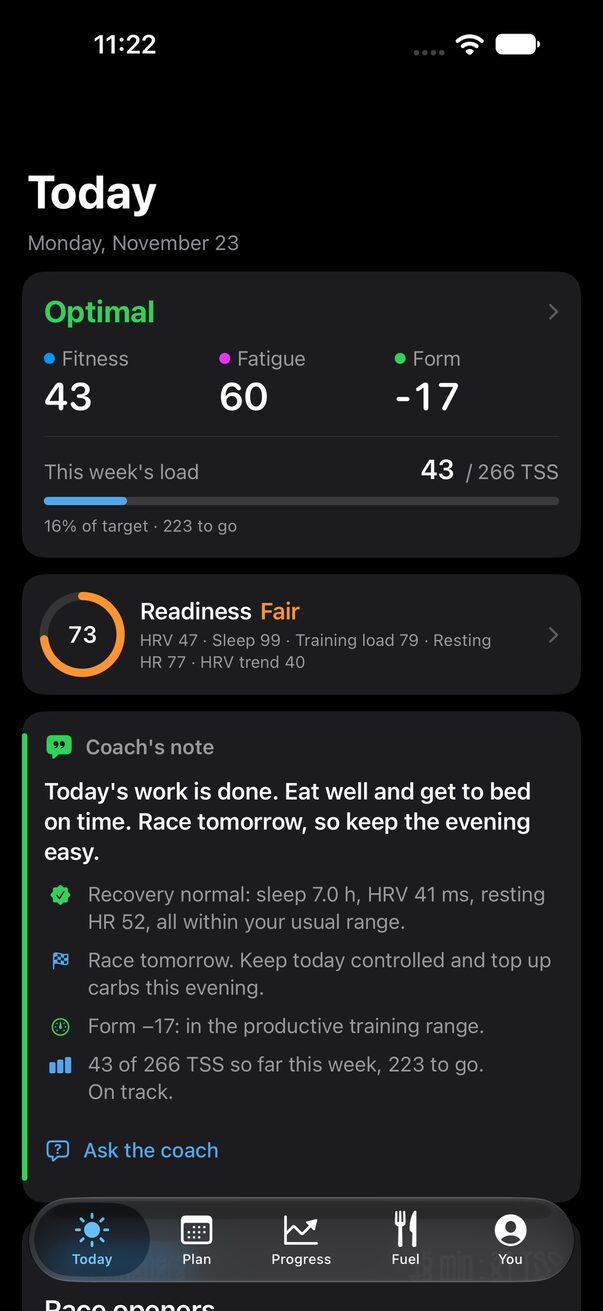 11:22
Today
Monday, November 23
Optimal
Fitness
Fatigue
Form
43
60
-17
This week's load
43 / 266 TSS
16% of target · 223 to go
73
Readiness Fair
HRV 47 · Sleep 99 · Training load 79 · Resting
HR 77 · HRV trend 40
Coach's note
Today's work is done. Eat well and get to bed
on time. Race tomorrow, so keep the evening
easy.
Recovery normal: sleep 7.0 h, HRV 41 ms, resting
HR 52, all within your usual range.
Race tomorrow. Keep today controlled and top up
carbs this evening.
Form −17: in the productive training range.
43 of 266 TSS so far this week, 223 to go.
On track.
Ask the coach
Today
Plan
Progress
Fuel
You
Race openers